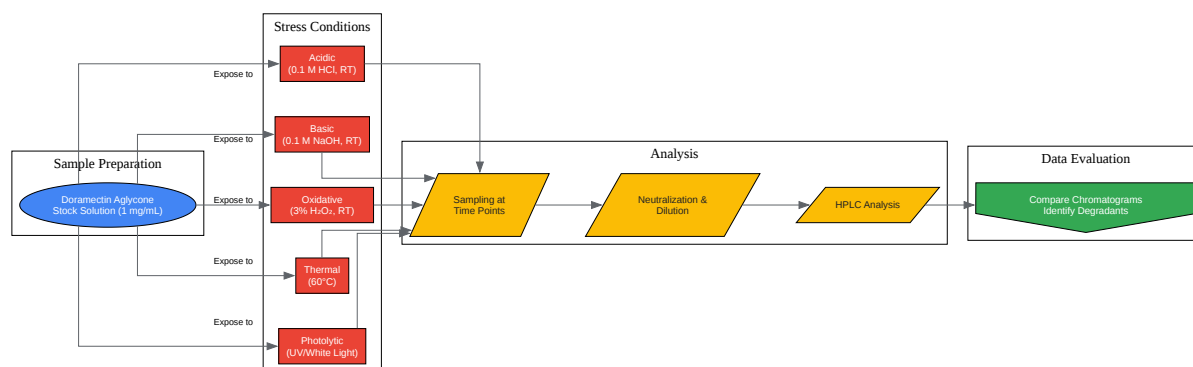 Stress Conditions
Acidic
(0.1 M HCl, RT)
Expose to
Basic
(0.1 M NaOH, RT)
Expose to
Sample Preparation
Doramectin Aglycone
Stock Solution (1 mg/mL)
Expose to
Oxidative
(3% H₂O₂, RT)
Expose to
Thermal
(60°C)
Expose to
Photolytic
(UV/White Light)
Analysis
Sampling at
Time Points
Neutralization &
Dilution
HPLC Analysis
Data Evaluation
Compare Chromatograms
Identify Degradants